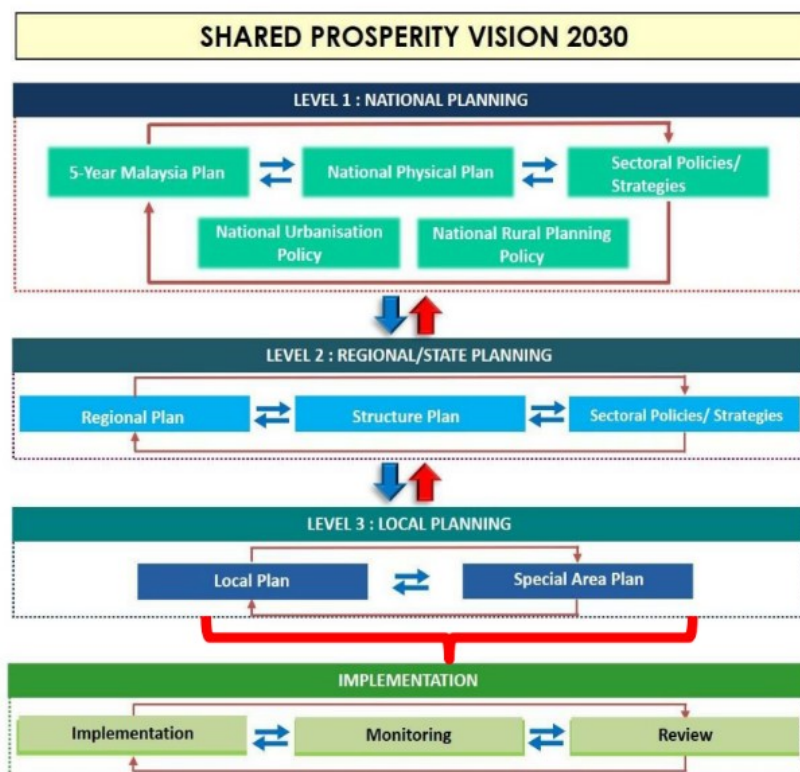 SHARED PROSPERITY VISION 2030
LEVEL 1 : NATIONAL PLANNING
5-Year Malaysia Plan
National Physical Plan
Sectoral Policies/
Strategies
National Urbanisation
Policy
National Rural Planning
Policy
LEVEL 2 : REGIONAL/STATE PLANNING
Regional Plan
Structure Plan
Sectoral Policies/ Strategies
LEVEL 3 : LOCAL PLANNING
Local Plan
Special Area Plan
IMPLEMENTATION
Implementation
Monitoring
Review